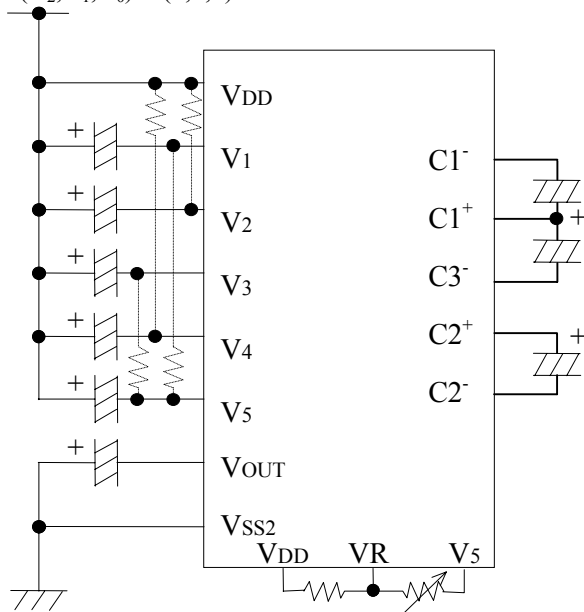 VDD
+ V1
+ V2
+ V3
+ V4
+ V5
+ VOUT
VSS2
C1-
C1+ +
C3-
C2+ +
C2-
VDD VR V5